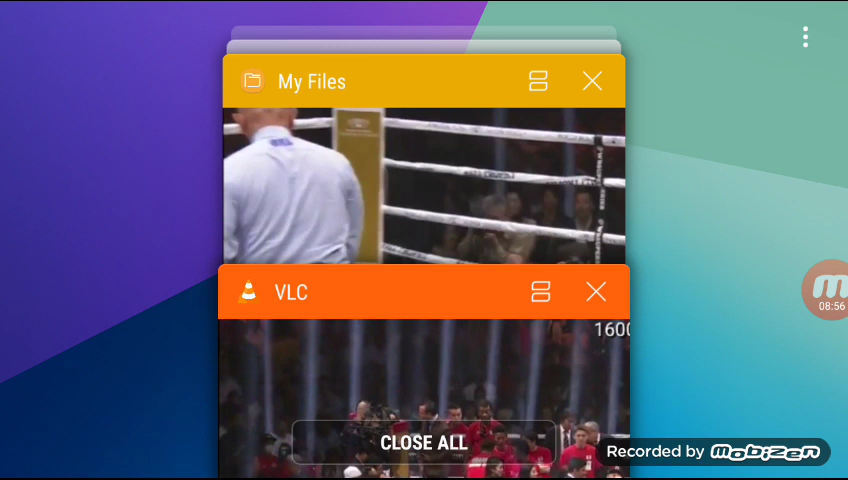 My Files
VLC
1600
08:56
CLOSE ALL
Recorded by mobizen